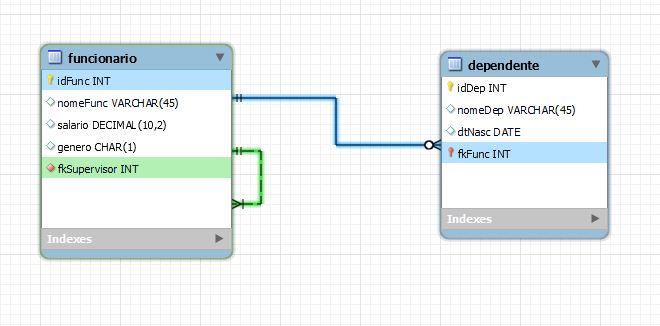 funcionario
idFunc INT
nomeFunc VARCHAR(45)
salario DECIMAL(10,2)
genero CHAR(1)
fkSupervisor INT
Indexes
dependente
idDep INT
nomeDep VARCHAR(45)
dtNasc DATE
fkFunc INT
Indexes